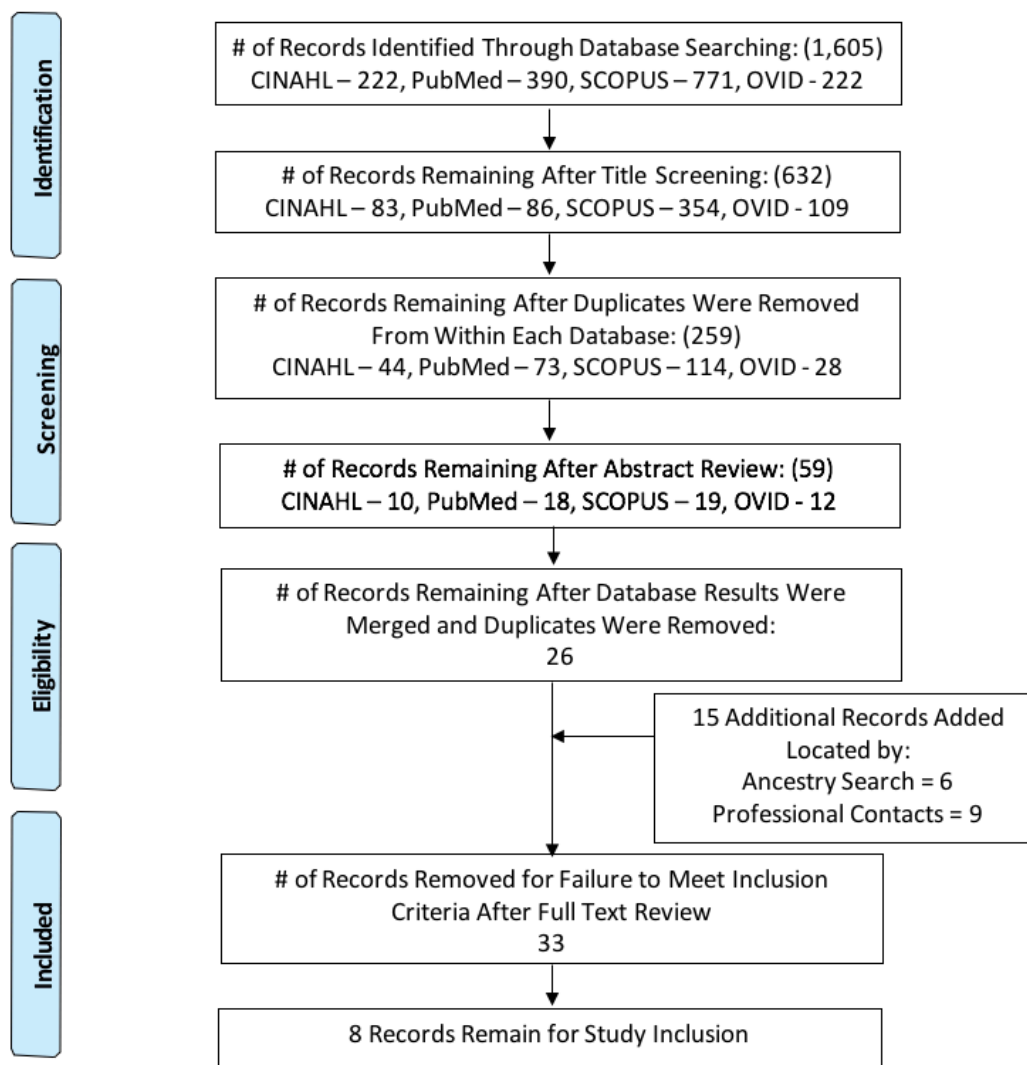 Identification
# of Records Identified Through Database Searching: (1,605)
CINAHL – 222, PubMed – 390, SCOPUS – 771, OVID - 222
# of Records Remaining After Title Screening: (632)
CINAHL – 83, PubMed – 86, SCOPUS – 354, OVID - 109
Screening
# of Records Remaining After Duplicates Were Removed
From Within Each Database: (259)
CINAHL – 44, PubMed – 73, SCOPUS – 114, OVID - 28
# of Records Remaining After Abstract Review: (59)
CINAHL – 10, PubMed – 18, SCOPUS – 19, OVID - 12
Eligibility
# of Records Remaining After Database Results Were
Merged and Duplicates Were Removed:
26
15 Additional Records Added
Located by:
Ancestry Search = 6
Professional Contacts = 9
Included
# of Records Removed for Failure to Meet Inclusion
Criteria After Full Text Review
33
8 Records Remain for Study Inclusion